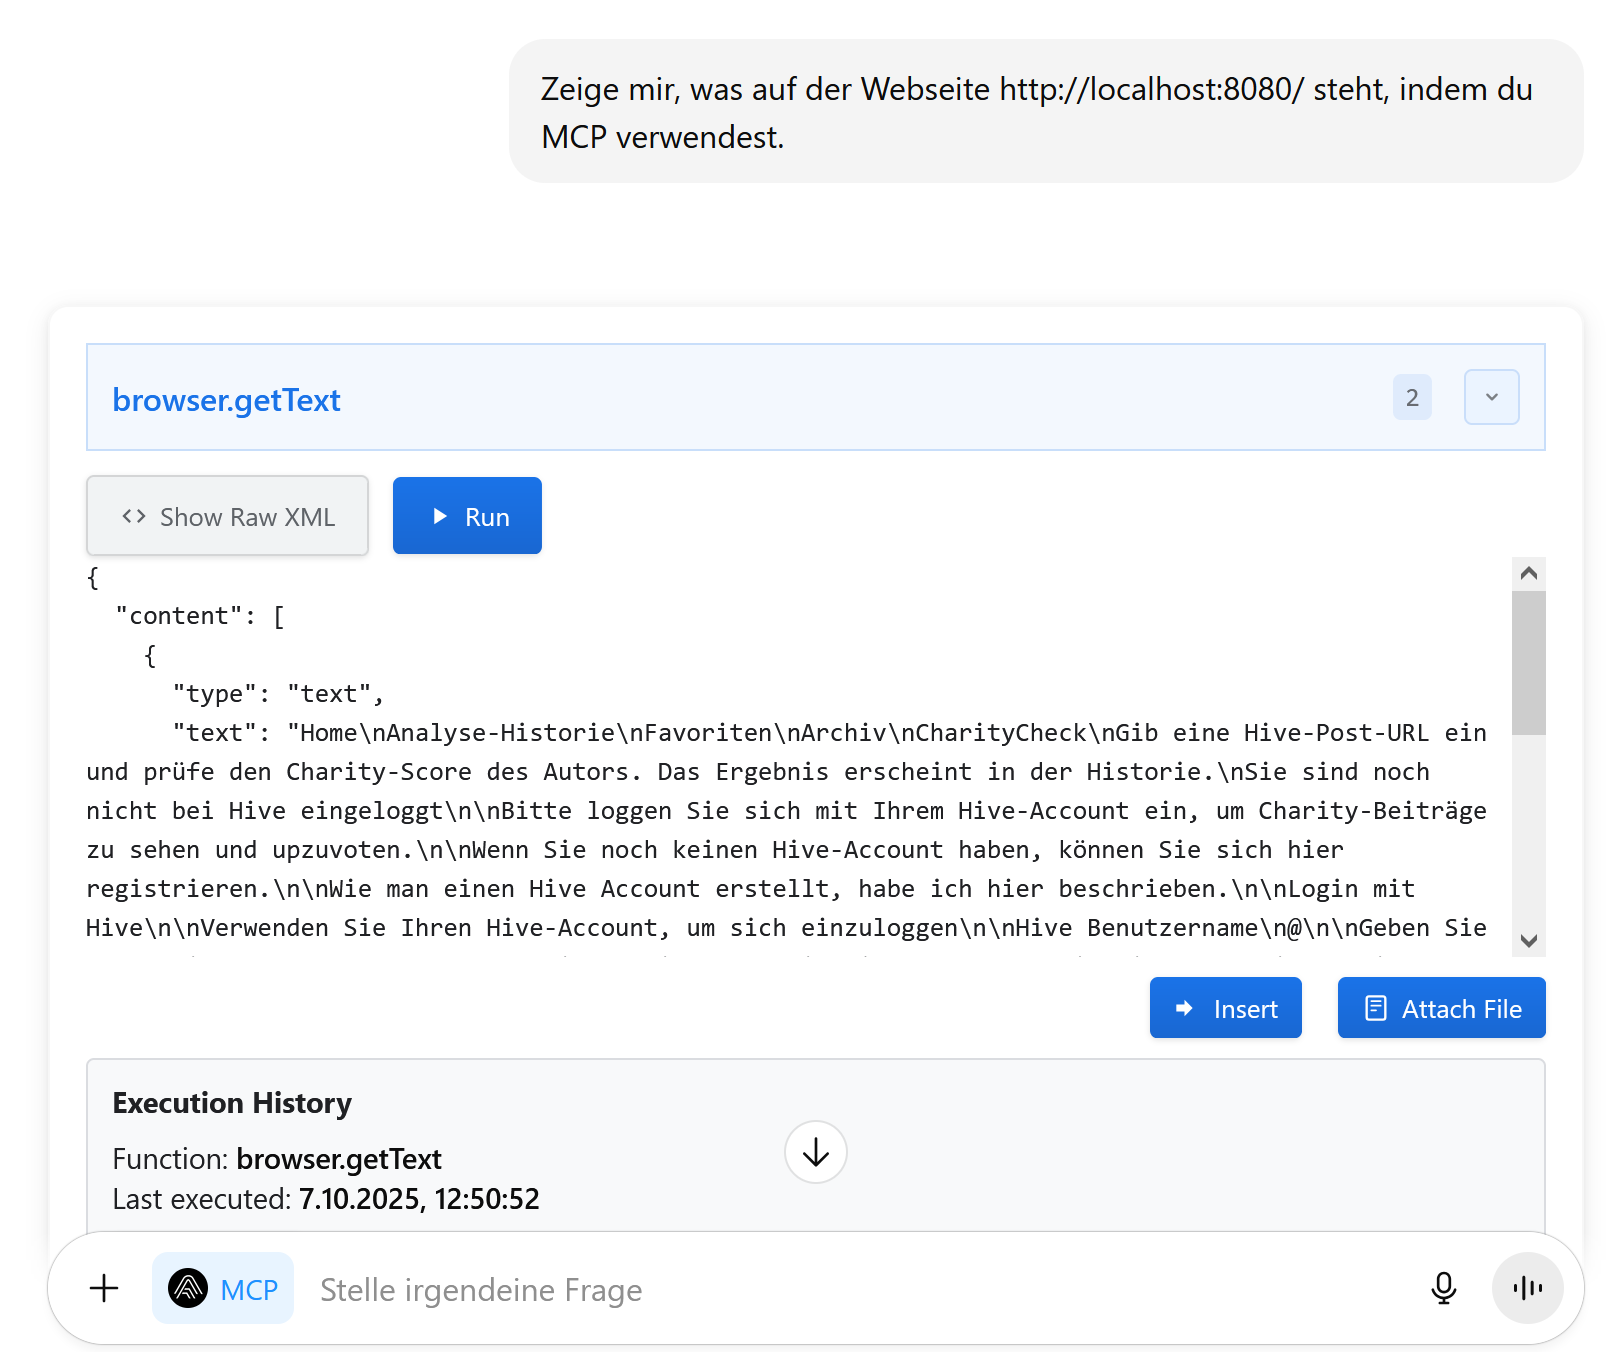 Zeige mir, was auf der Webseite http://localhost:8080/ steht, indem du
MCP verwendest.
browser.getText
2
<> Show Raw XML
Run
{
"content": [
{
"type": "text",
"text": "Home\nAnalyse-Historie\nFavoriten\nArchiv\nCharityCheck\nGib eine Hive-Post-URL ein
und prüfe den Charity-Score des Autors. Das Ergebnis erscheint in der Historie.\nSie sind noch
nicht bei Hive eingeloggt\n\nBitte loggen Sie sich mit Ihrem Hive-Account ein, um Charity-Beiträge
zu sehen und upzuvoten.\n\nWenn Sie noch keinen Hive-Account haben, können Sie sich hier
registrieren.\n\nWie man einen Hive Account erstellt, habe ich hier beschrieben.\n\nLogin mit
Hive\n\nVerwenden Sie Ihren Hive-Account, um sich einzuloggen\n\nHive Benutzername\n@\n\nGeben Sie
Insert
Attach File
Execution History
Function: browser.getText
Last executed: 7.10.2025, 12:50:52
MCP
Stelle irgendeine Frage